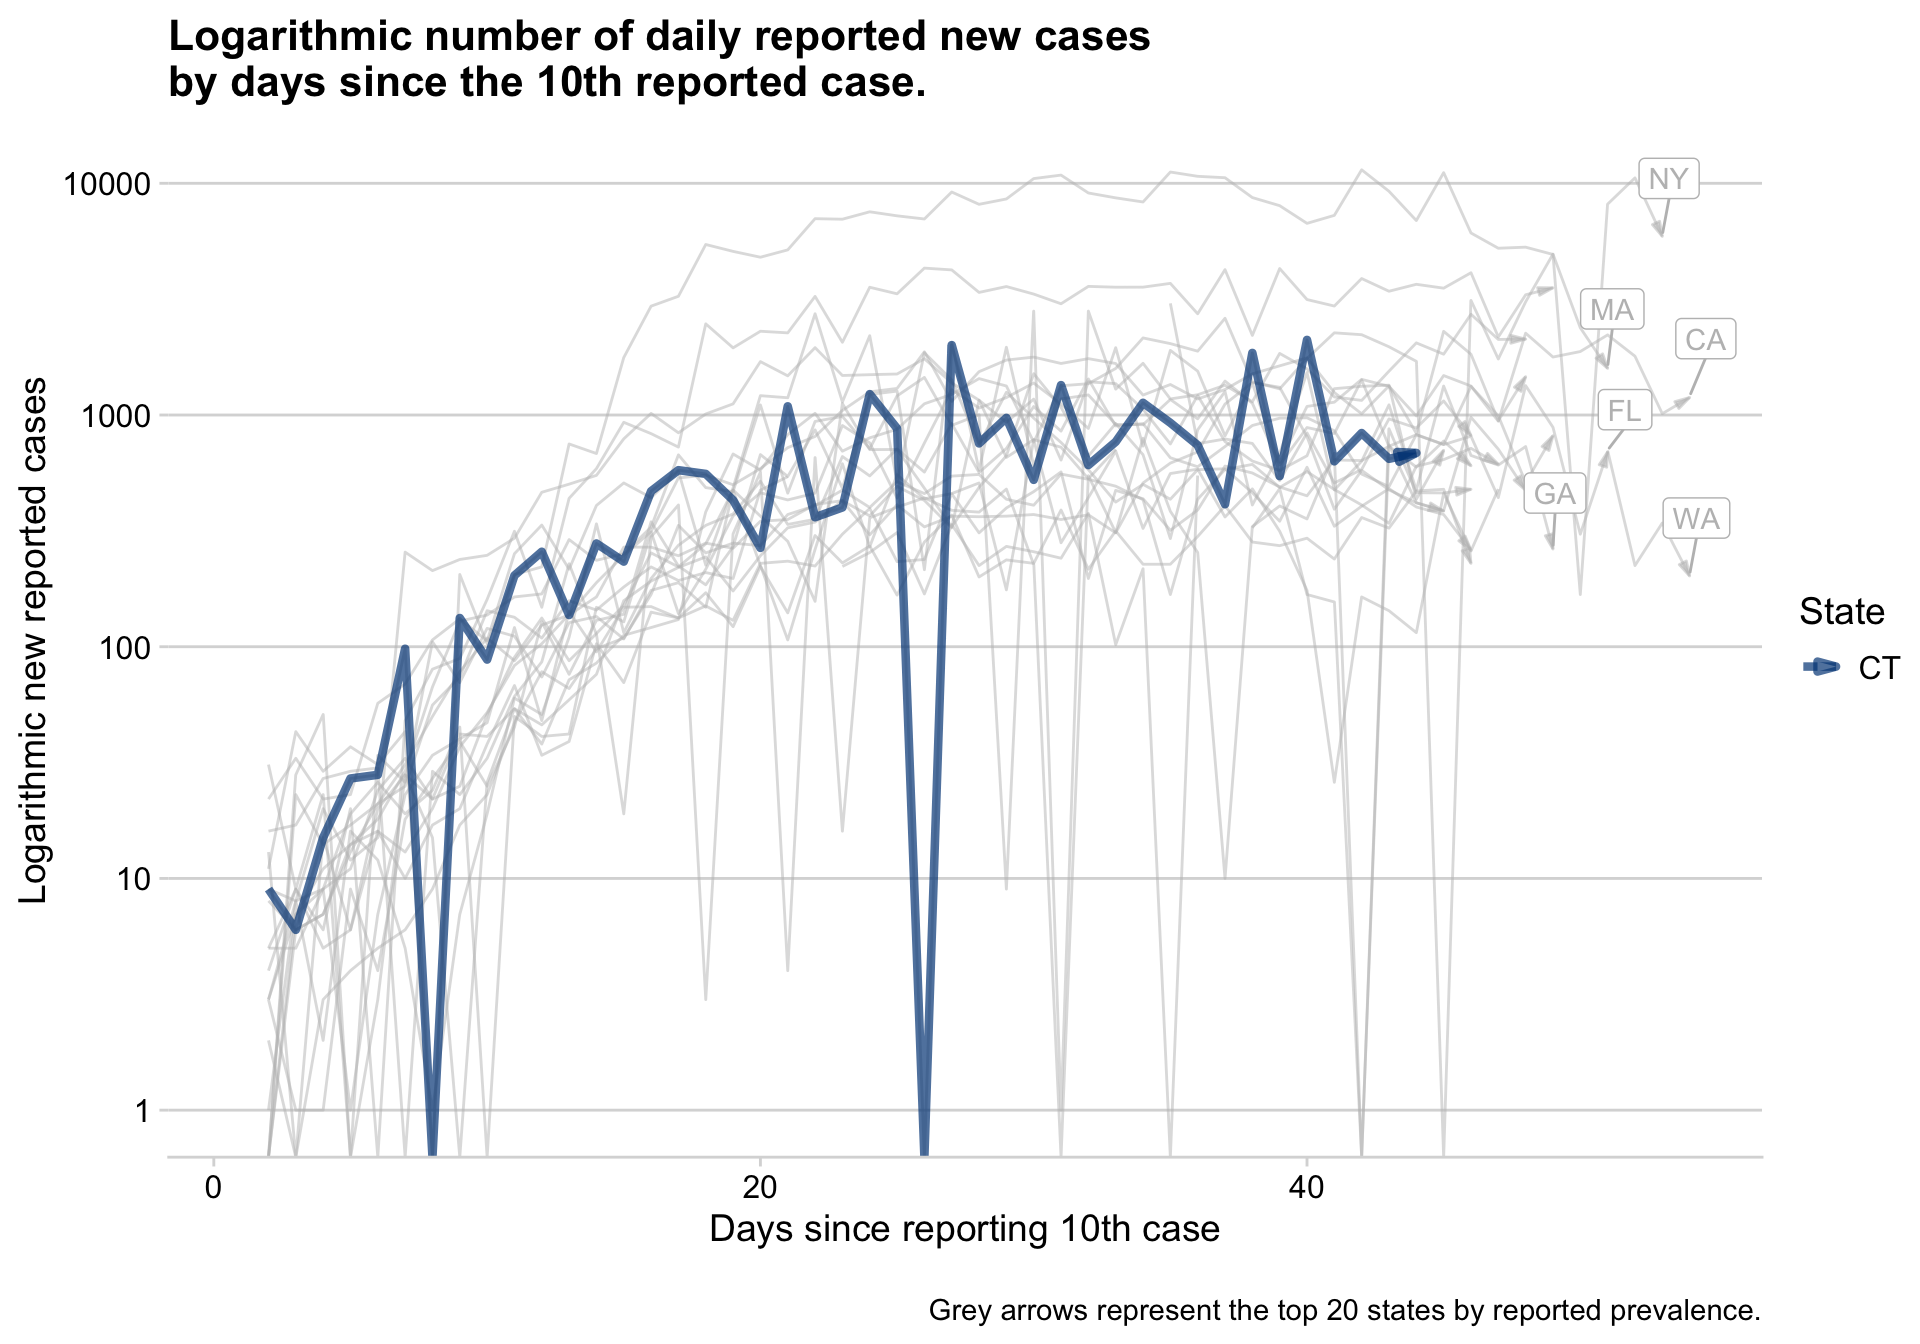 Logarithmic number of daily reported new cases
by days since the 10th reported case.
Logarithmic new reported cases
10000
1000
100
10
1
NY
MA
CA
FL
GA
WA
State
CT
0
20
40
Days since reporting 10th case
Grey arrows represent the top 20 states by reported prevalence.